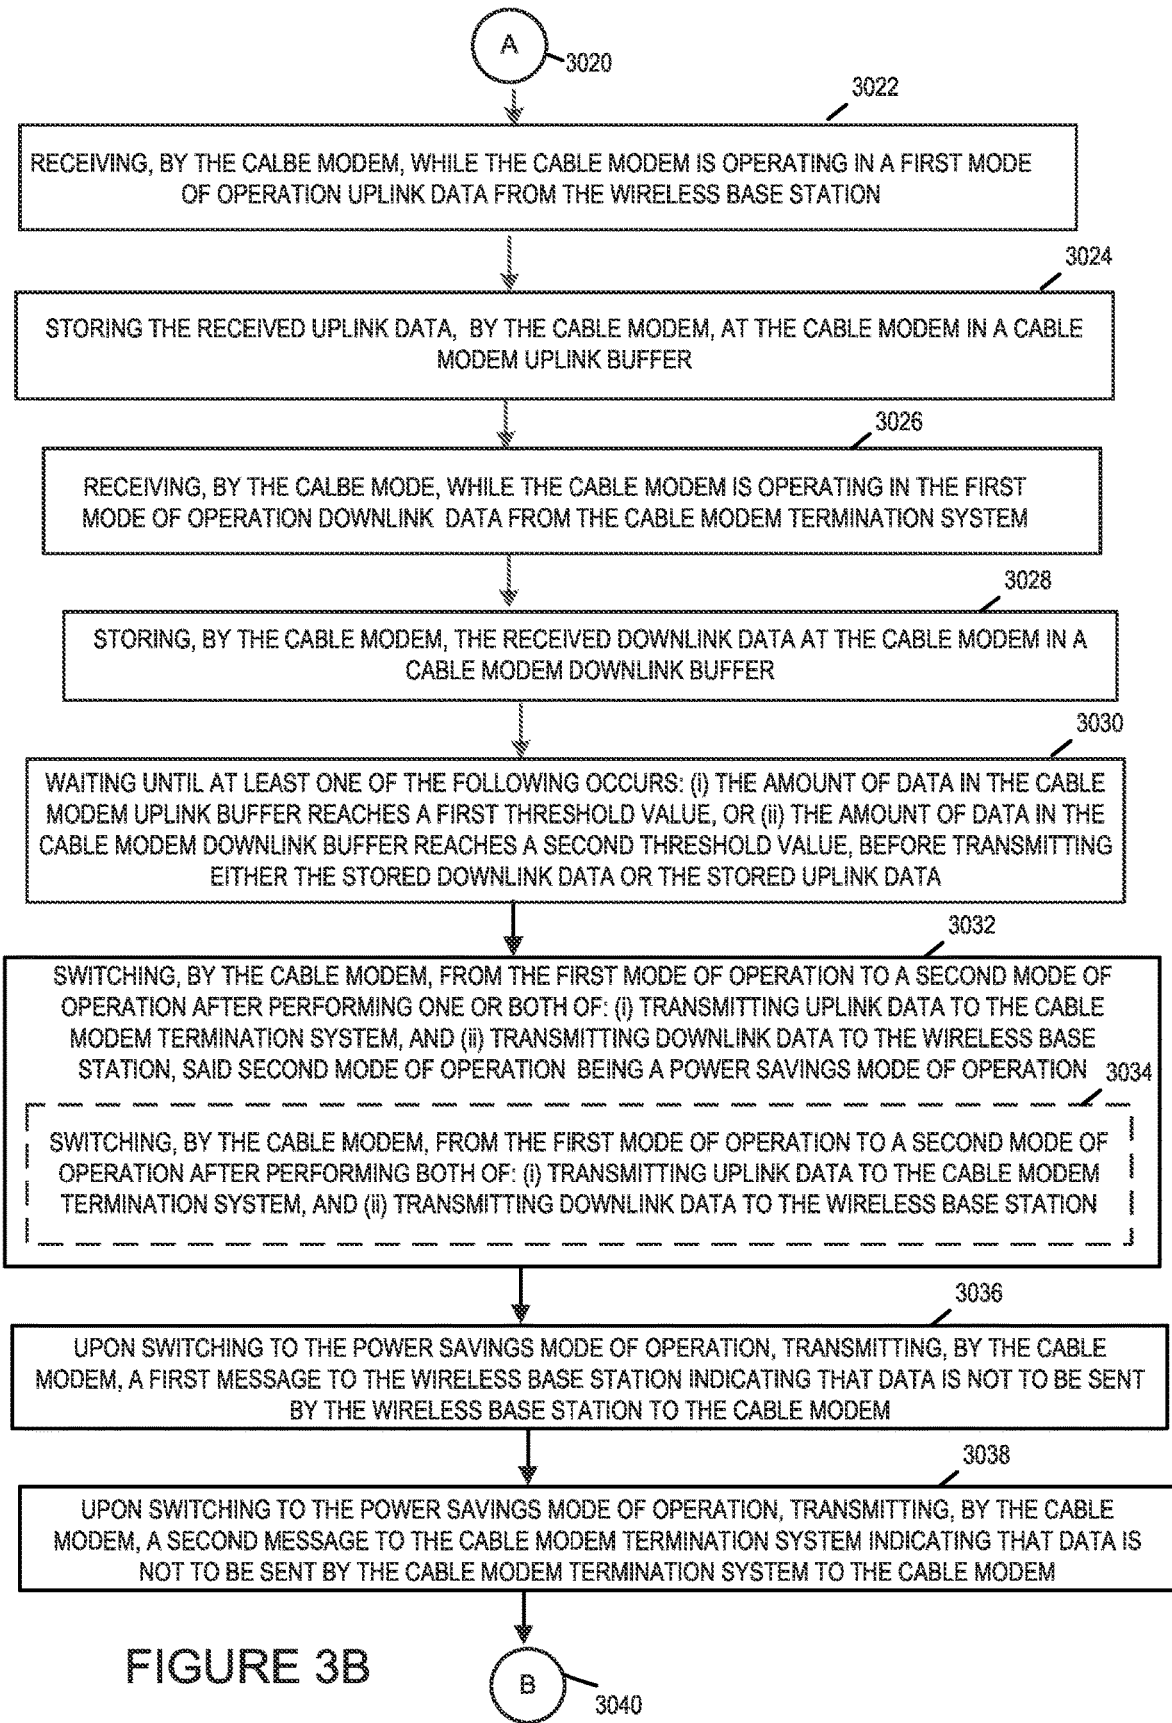 A
3020
3022
RECEIVING, BY THE CALBE MODEM, WHILE THE CABLE MODEM IS OPERATING IN A FIRST MODE
OF OPERATION UPLINK DATA FROM THE WIRELESS BASE STATION
3024
STORING THE RECEIVED UPLINK DATA, BY THE CABLE MODEM, AT THE CABLE MODEM IN A CABLE
MODEM UPLINK BUFFER
3026
RECEIVING, BY THE CALBE MODE, WHILE THE CABLE MODEM IS OPERATING IN THE FIRST
MODE OF OPERATION DOWNLINK DATA FROM THE CABLE MODEM TERMINATION SYSTEM
3028
STORING, BY THE CABLE MODEM, THE RECEIVED DOWNLINK DATA AT THE CABLE MODEM IN A
CABLE MODEM DOWNLINK BUFFER
3030
WAITING UNTIL AT LEAST ONE OF THE FOLLOWING OCCURS: (i) THE AMOUNT OF DATA IN THE CABLE
MODEM UPLINK BUFFER REACHES A FIRST THRESHOLD VALUE, OR (ii) THE AMOUNT OF DATA IN THE
CABLE MODEM DOWNLINK BUFFER REACHES A SECOND THRESHOLD VALUE, BEFORE TRANSMITTING
EITHER THE STORED DOWNLINK DATA OR THE STORED UPLINK DATA
3032
SWITCHING, BY THE CABLE MODEM, FROM THE FIRST MODE OF OPERATION TO A SECOND MODE OF
OPERATION AFTER PERFORMING ONE OR BOTH OF: (i) TRANSMITTING UPLINK DATA TO THE CABLE
MODEM TERMINATION SYSTEM, AND (ii) TRANSMITTING DOWNLINK DATA TO THE WIRELESS BASE
STATION, SAID SECOND MODE OF OPERATION BEING A POWER SAVINGS MODE OF OPERATION
3034
SWITCHING, BY THE CABLE MODEM, FROM THE FIRST MODE OF OPERATION TO A SECOND MODE OF
OPERATION AFTER PERFORMING BOTH OF: (i) TRANSMITTING UPLINK DATA TO THE CABLE MODEM
TERMINATION SYSTEM, AND (ii) TRANSMITTING DOWNLINK DATA TO THE WIRELESS BASE STATION
3036
UPON SWITCHING TO THE POWER SAVINGS MODE OF OPERATION, TRANSMITTING, BY THE CABLE
MODEM, A FIRST MESSAGE TO THE WIRELESS BASE STATION INDICATING THAT DATA IS NOT TO BE SENT
BY THE WIRELESS BASE STATION TO THE CABLE MODEM
3038
UPON SWITCHING TO THE POWER SAVINGS MODE OF OPERATION, TRANSMITTING, BY THE CABLE
MODEM, A SECOND MESSAGE TO THE CABLE MODEM TERMINATION SYSTEM INDICATING THAT DATA IS
NOT TO BE SENT BY THE CABLE MODEM TERMINATION SYSTEM TO THE CABLE MODEM
FIGURE 3B
B
3040